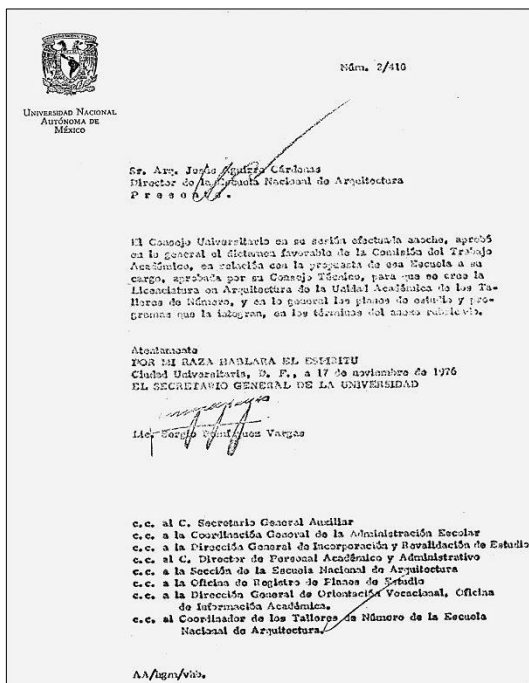 Núm. 2/410
UNIVERSIDAD NACIONAL
AUTÓNOMA DE
MÉXICO
Sr. Arq. Jesús Aguirre Cárdenas
Director de la Escuela Nacional de Arquitectura
P r e s e n t e .
El Consejo Universitario en su sesión efectuada anoche, aprobó
en lo general el dictamen favorable de la Comisión del Trabajo
Académico, en relación con la propuesta de esa Escuela a su
cargo, aprobada por su Consejo Técnico, para que se cree la
Licenciatura en Arquitectura de la Unidad Académica de los Ta-
lleres de Número, y en lo general los planes de estudio y pro-
gramas que la integran, en los términos del anexo
Atentamente
POR MI RAZA HABLARA EL ESPIRITU
Ciudad Universitaria, D. F., a 17 de noviembre de 1976
EL SECRETARIO GENERAL DE LA UNIVERSIDAD
Lic. Sergio Domínguez Vargas
c.c. al C. Secretario General Auxiliar
c.c. a la Coordinación General de la Administración Escolar
c.c. a la Dirección General de Incorporación y Revalidación de Estudio
c.c. al C. Director de Personal Académico y Administrativo
c.c. a la Sección de la Escuela Nacional de Arquitectura
c.c. a la Oficina de Registro de Planes de Estudio
c.c. a la Dirección General de Orientación Vocacional, Oficina
de Información Académica.
c.c. al Coordinador de los Talleres de Número de la Escuela
Nacional de Arquitectura.